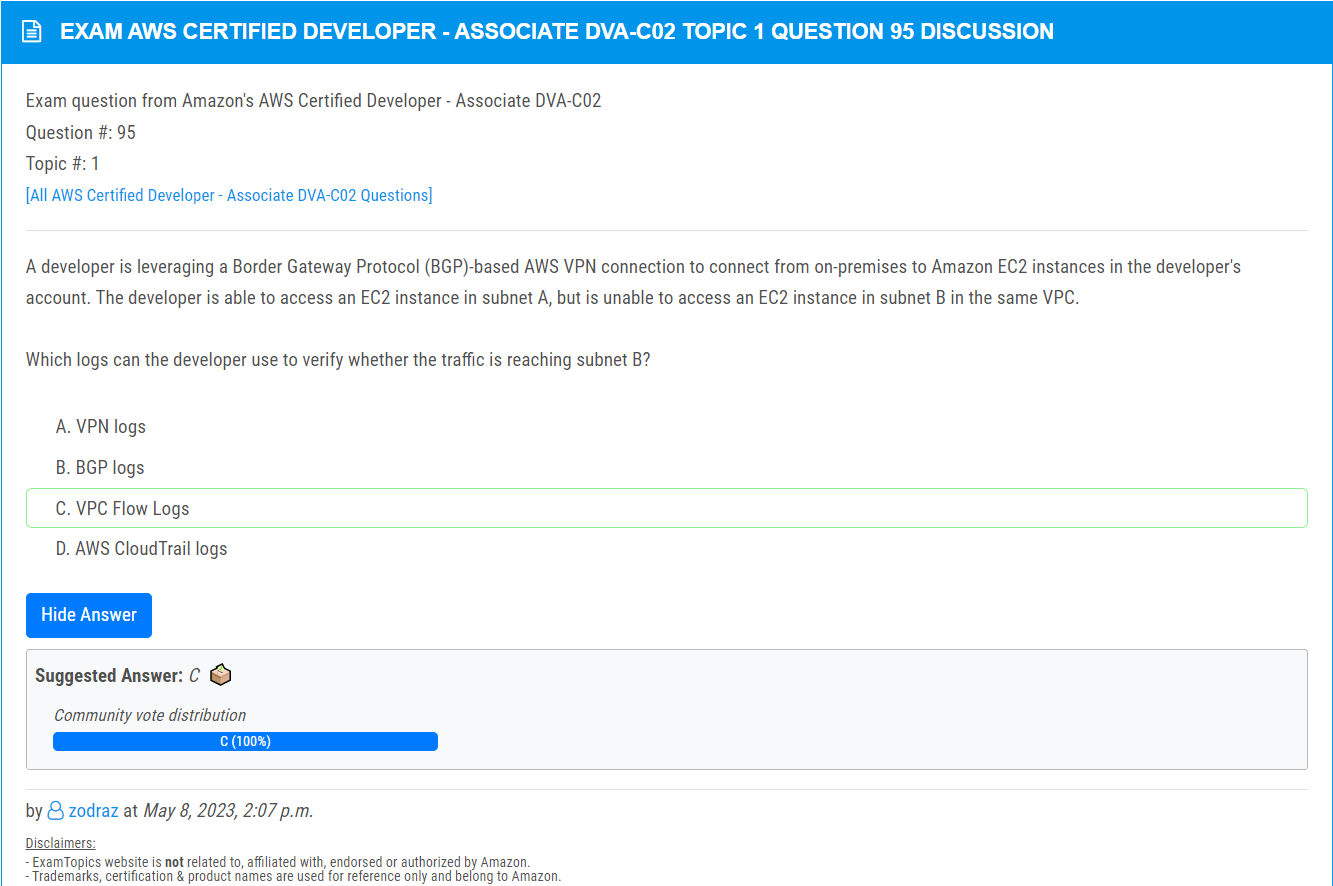 EXAM AWS CERTIFIED DEVELOPER - ASSOCIATE DVA-C02 TOPIC 1 QUESTION 95 DISCUSSION
Exam question from Amazon's AWS Certified Developer - Associate DVA-C02
Question #: 95
Topic #: 1
[All AWS Certified Developer - Associate DVA-C02 Questions]
A developer is leveraging a Border Gateway Protocol (BGP)-based AWS VPN connection to connect from on-premises to Amazon EC2 instances in the developer's
account. The developer is able to access an EC2 instance in subnet A, but is unable to access an EC2 instance in subnet B in the same VPC.
Which logs can the developer use to verify whether the traffic is reaching subnet B?
A. VPN logs
B. BGP logs
C. VPC Flow Logs
D. AWS CloudTrail logs
Hide Answer
Suggested Answer: C
Community vote distribution
C (100%)
by zodraz at May 8, 2023, 2:07 p.m.
Disclaimers:
- ExamTopics website is not related to, affiliated with, endorsed or authorized by Amazon.
- Trademarks, certification & product names are used for reference only and belong to Amazon.